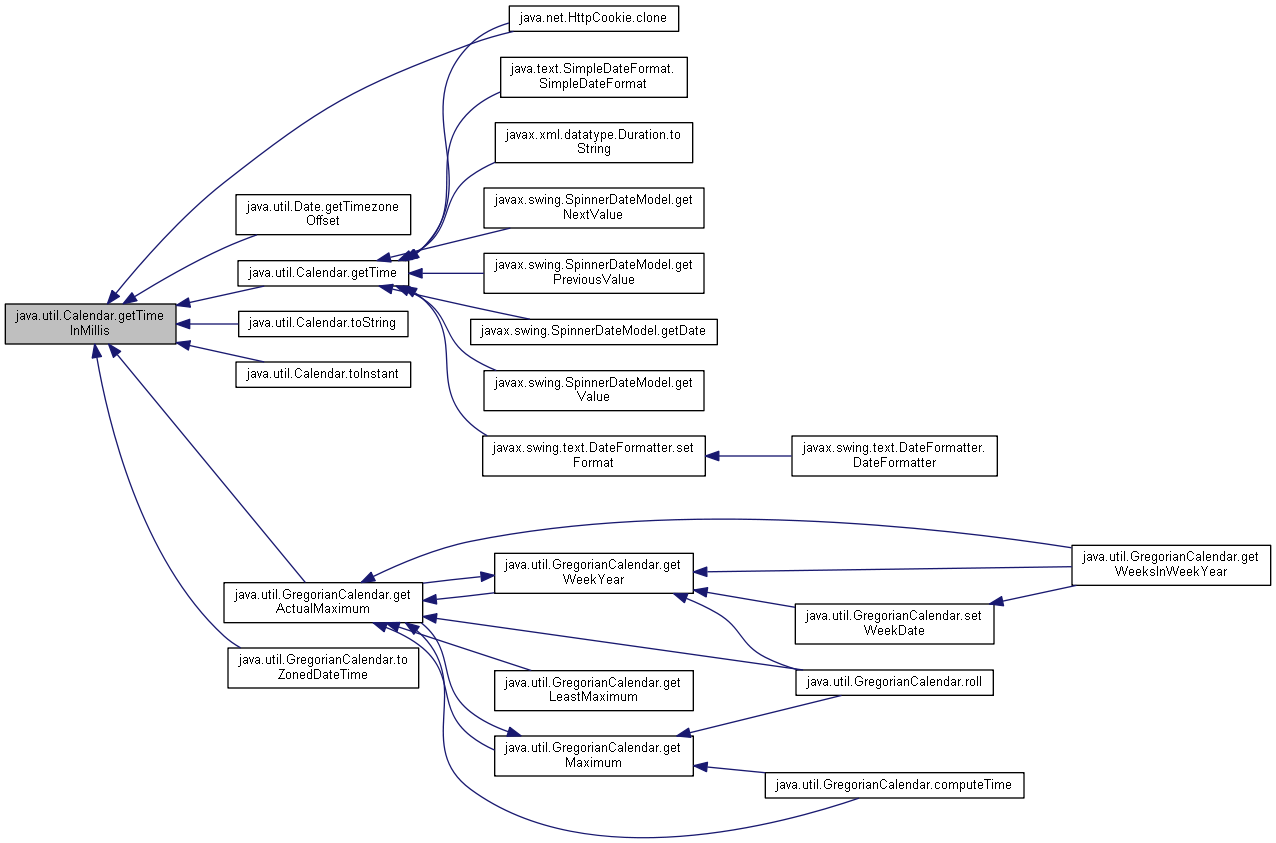 java.net.HttpCookie.clone
java.text.SimpleDateFormat.
SimpleDateFormat
javax.xml.datatype.Duration.to
String
javax.swing.SpinnerDateModel.get
NextValue
java.util.Date.getTimezone
Offset
java.util.Calendar.getTime
javax.swing.SpinnerDateModel.get
PreviousValue
java.util.Calendar.getTime
InMillis
java.util.Calendar.toString
javax.swing.SpinnerDateModel.getDate
java.util.Calendar.toInstant
javax.swing.SpinnerDateModel.get
Value
javax.swing.text.DateFormatter.set
Format
javax.swing.text.DateFormatter.
DateFormatter
java.util.GregorianCalendar.get
WeekYear
java.util.GregorianCalendar.get
WeeksInWeekYear
java.util.GregorianCalendar.get
ActualMaximum
java.util.GregorianCalendar.set
WeekDate
java.util.GregorianCalendar.to
ZonedDateTime
java.util.GregorianCalendar.get
LeastMaximum
java.util.GregorianCalendar.roll
java.util.GregorianCalendar.get
Maximum
java.util.GregorianCalendar.computeTime